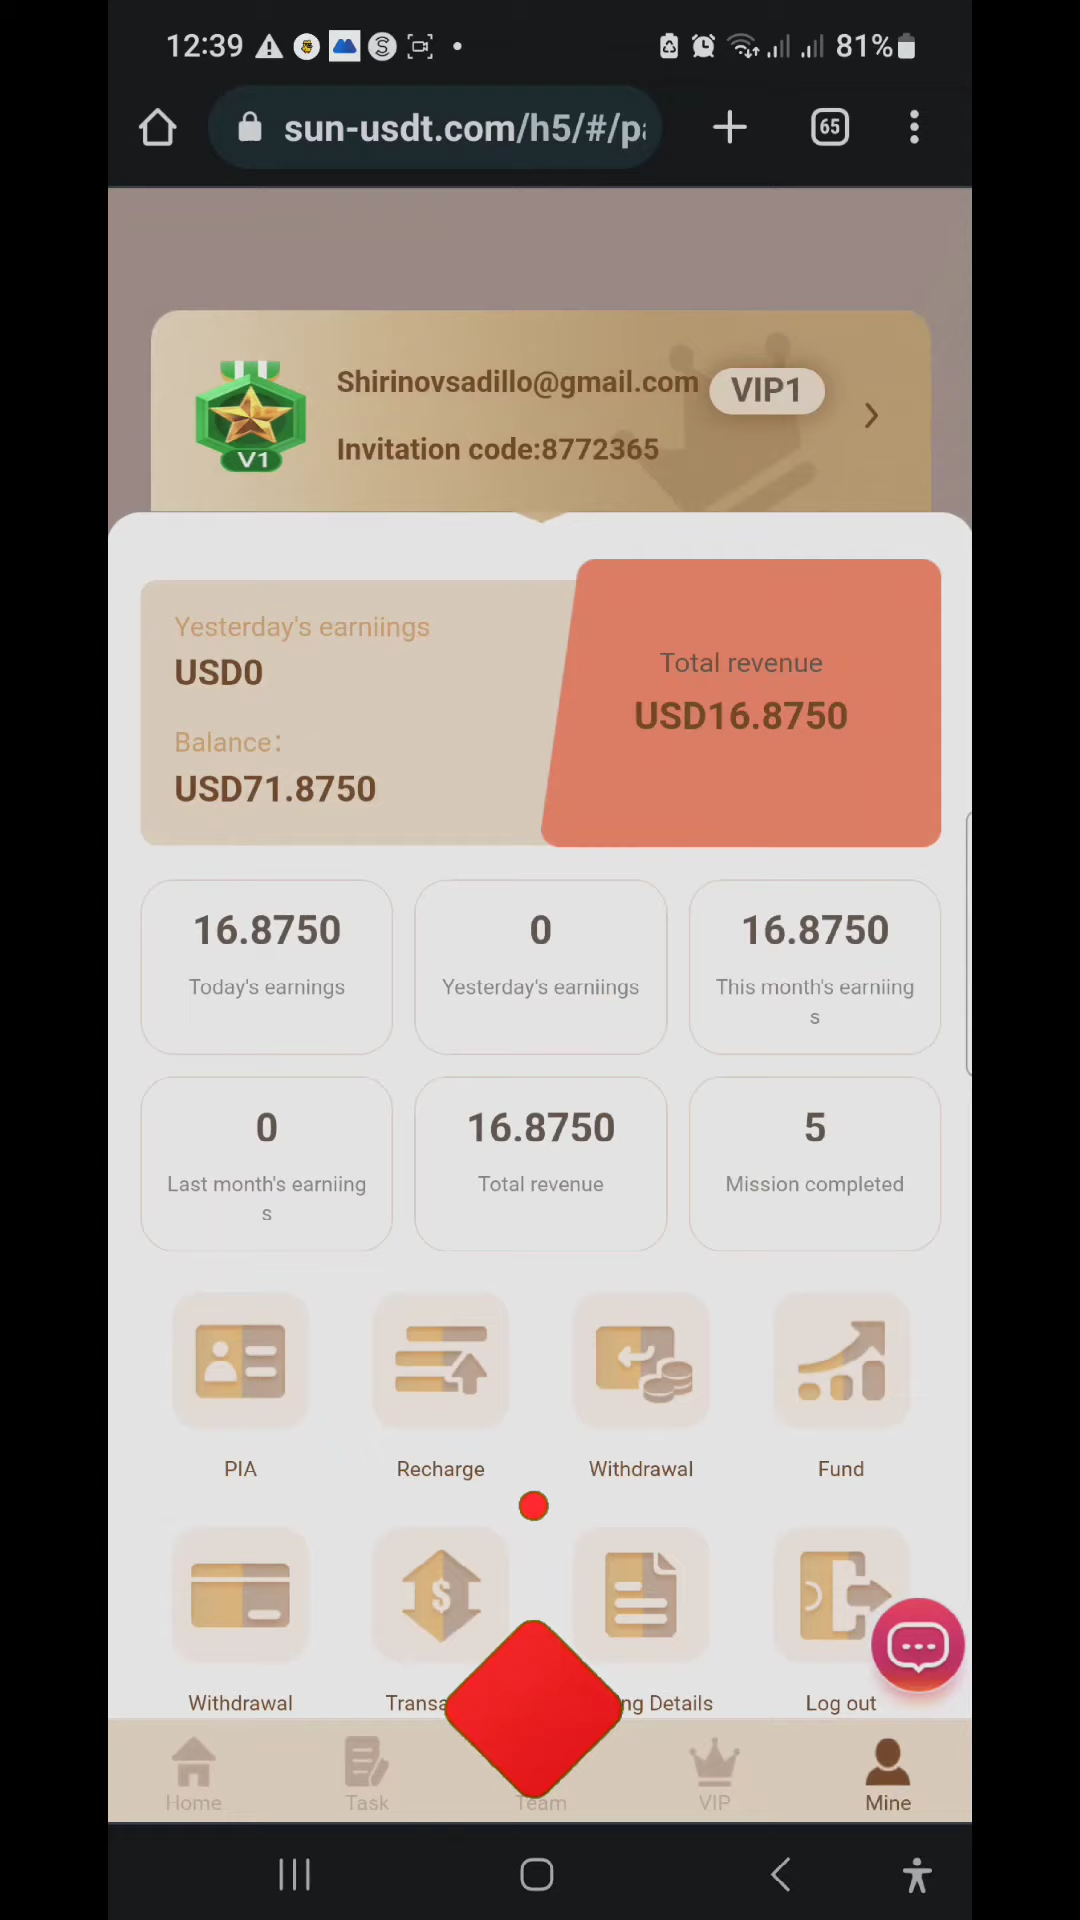 12:39
81%
sun-usdt.com/h5/#/pa
65
Shirinovsadillo@gmail.com
VIP1
Invitation code:8772365
V1
Yesterday's earniings
USD0
Balance:
USD71.8750
Total revenue
USD16.8750
16.8750
Today's earnings
0
Yesterday's earniings
16.8750
This month's earniing
s
0
Last month's earniing
s
16.8750
Total revenue
5
Mission completed
PIA
Recharge
Withdrawal
Fund
Withdrawal
Transa
ng Details
Log out
Home
Task
Team
VIP
Mine